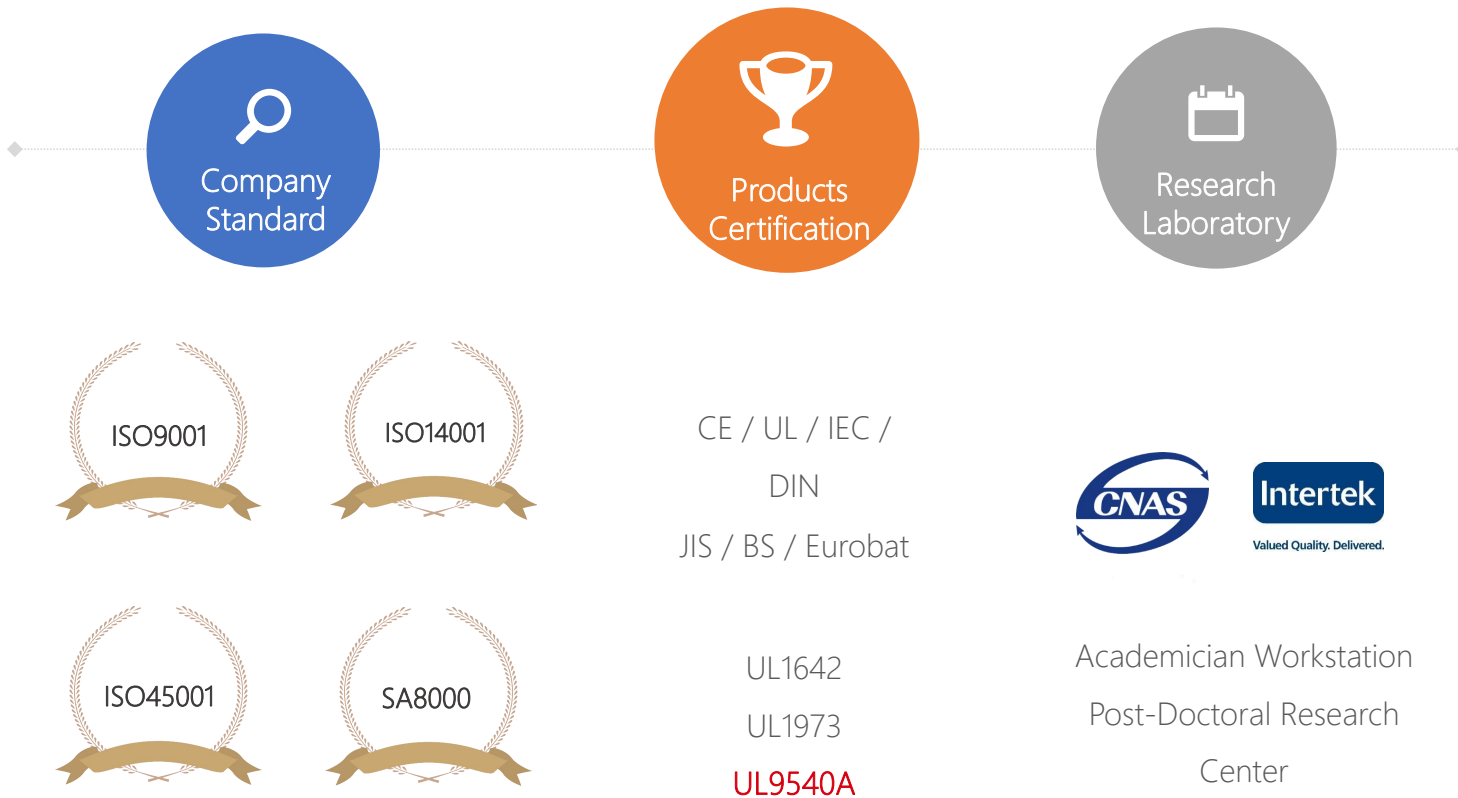 Company
Standard
Products
Certification
Research
Laboratory
ISO9001
ISO14001
ISO45001
SA8000
CE / UL / IEC /
DIN
JIS / BS / Eurobat
UL1642
UL1973
UL9540A
CNAS
Intertek
Valued Quality. Delivered.
Academician Workstation
Post-Doctoral Research
Center